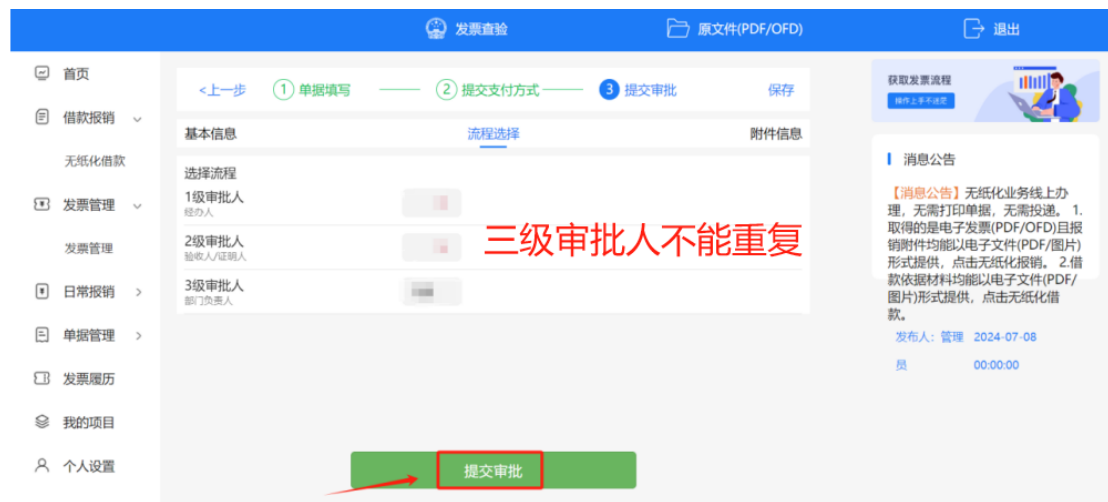 发票查验
原文件(PDF/OFD)
退出
首页
借款报销
无纸化借款
发票管理
发票管理
日常报销
单据管理
发票履历
我的项目
个人设置
<上一步
1 单据填写
2 提交支付方式
3 提交审批
保存
基本信息
流程选择
附件信息
选择流程
1级审批人
经办人
2级审批人
验收人/证明人
3级审批人
部门负责人
三级审批人不能重复
提交审批
获取发票流程
操作上手不迷茫
消息公告
【消息公告】无纸化业务线上办
理，无需打印单据，无需投递。 1.
取得的是电子发票(PDF/OFD)且报
销附件均能以电子文件(PDF/图片)
形式提供，点击无纸化报销。 2.借
款依据材料均能以电子文件(PDF/
图片)形式提供，点击无纸化借
款。
发布人：管理 2024-07-08
员 00:00:00